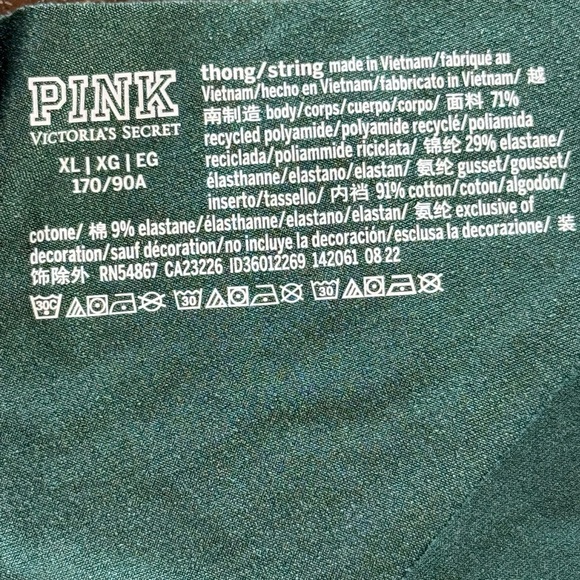 PINK
VICTORIA'S SECRET
XL | XG | EG
170/90A
thong/string made in Vietnam/fabriqué au
Vietnam/hecho en Vietnam/fabbricato in Vietnam/ 越
南制造 body/corps/cuerpo/corpo/ 面料 71%
recycled polyamide/polyamide recyclé/poliamida
reciclada/poliammide riciclata/ 锦纶 29% elastane/
élasthanne/elastano/elastan/ 氨纶 gusset/gousset/
inserto/tassello/ 内裆 91% cotton/coton/algodón/
cotone/ 棉 9% elastane/élasthanne/elastano/elastan/ 氨纶 exclusive of
decoration/sauf décoration/no incluye la decoración/esclusa la decorazione/ 装
饰除外 RN54867 CA23226 ID36012269 142061 08 22
30C 30 30